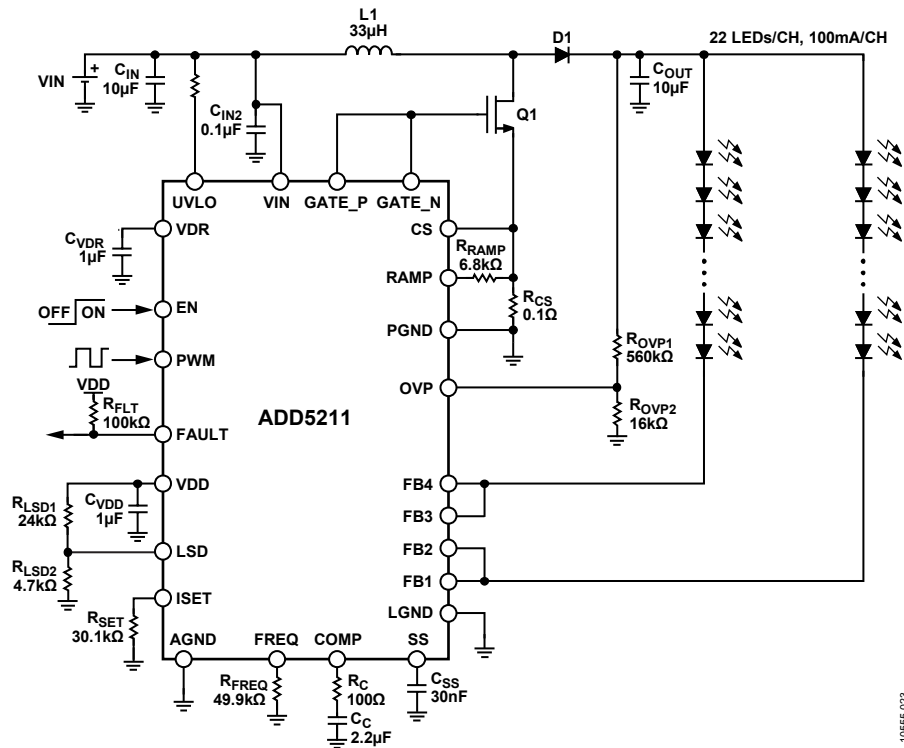 L1
33µH
D1
22 LEDs/CH, 100mA/CH
VIN
+
CIN
10µF
CIN2
0.1µF
COUT
10µF
Q1
UVLO
VIN
GATE_P
GATE_N
CVDR
1µF
VDR
CS
RRAMP
6.8kΩ
RAMP
RCS
0.1Ω
OFF
ON
EN
PGND
ROVP1
560kΩ
PWM
OVP
VDD
RFLT
100kΩ
ROVP2
16kΩ
ADD5211
FAULT
VDD
FB4
RLSD1
24kΩ
CVDD
1µF
FB3
LSD
FB2
RLSD2
4.7kΩ
FB1
ISET
LGND
RSET
30.1kΩ
AGND
FREQ
COMP
SS
RFREQ
49.9kΩ
RC
100Ω
CSS
30nF
CC
2.2µF
10555-023